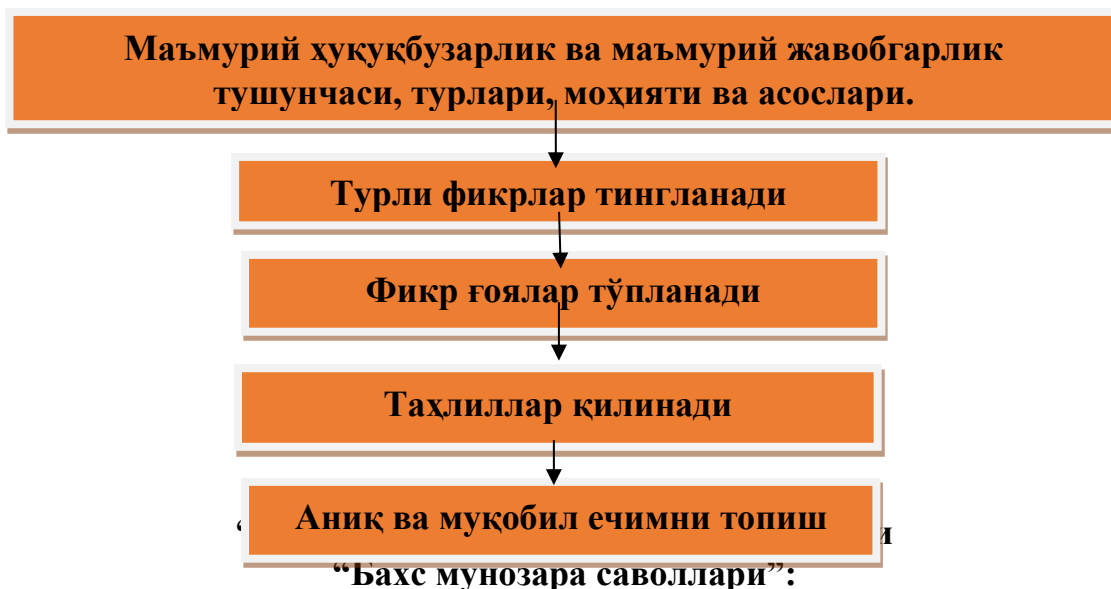 Маъмурий ҳуқуқбузарлик ва маъмурий жавобгарлик
тушунчаси, турлари, моҳияти ва асослари.
Турли фикрлар тингланади
Фикр ғоялар тўпланади
Таҳлиллар қилинади
Аниқ ва муқобил ечимни топиш
“Бахс мунозара саволлари”: